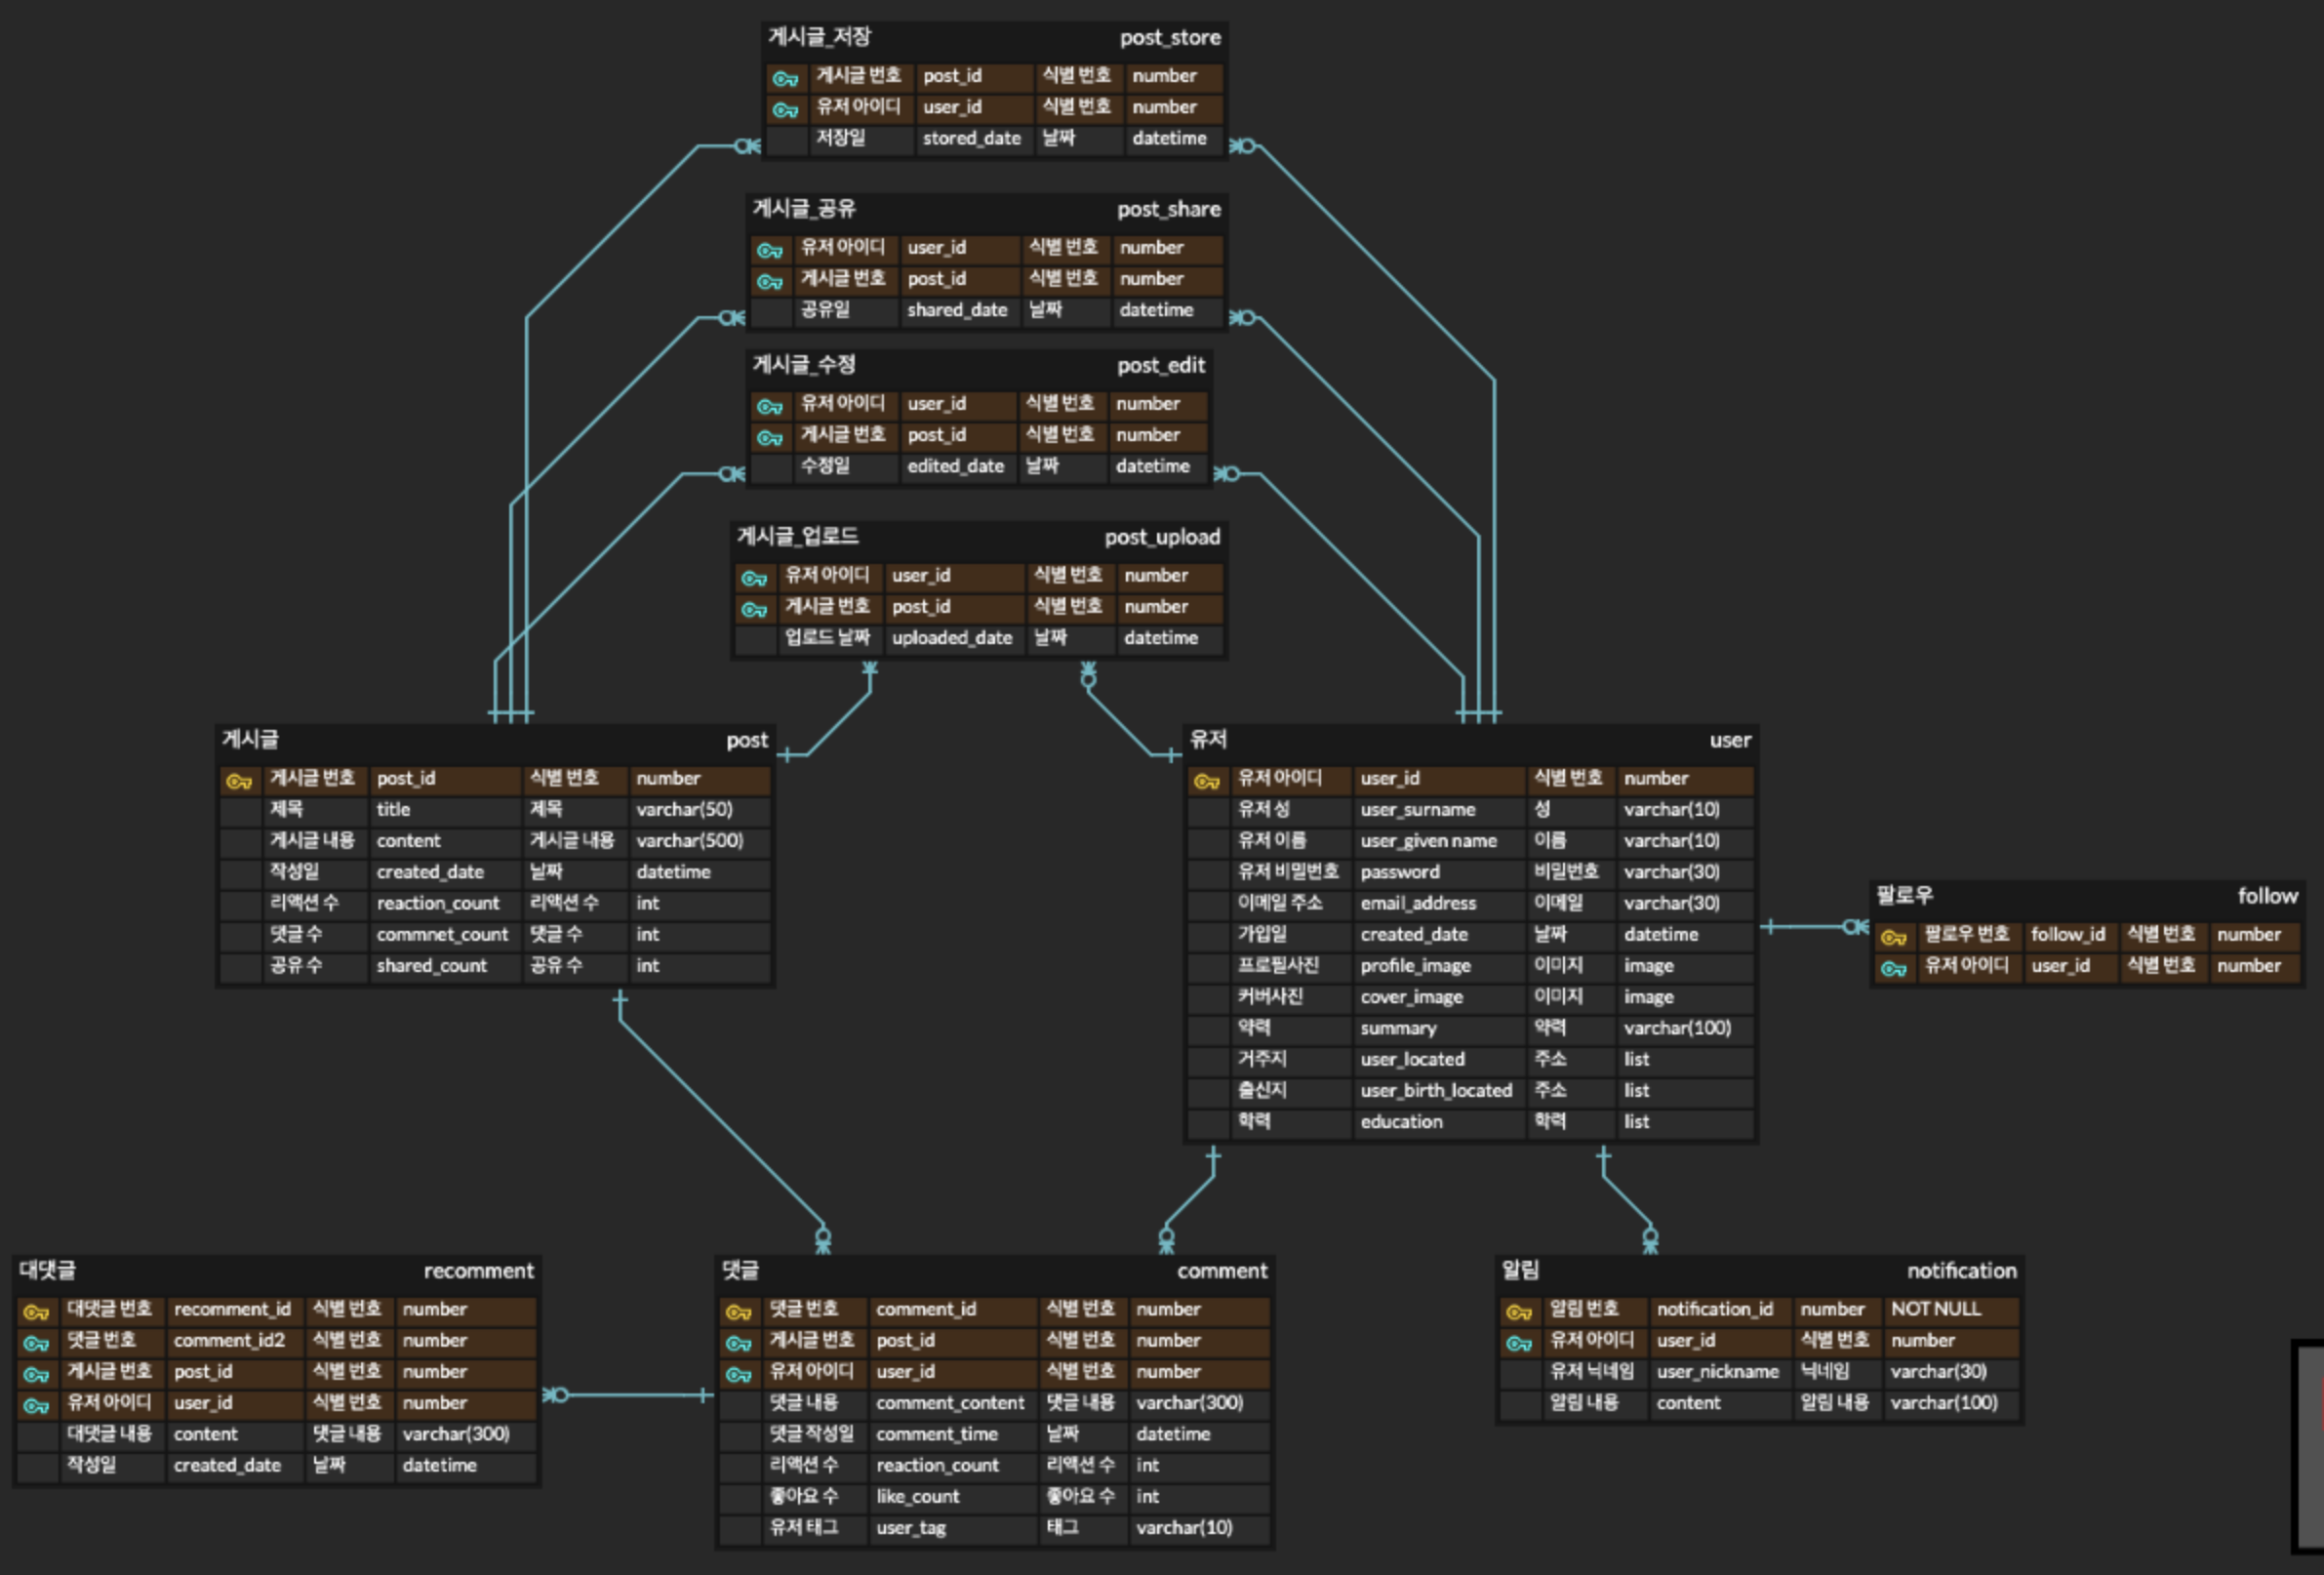 게시글_저장 post_store
게시글 번호 post_id 식별 번호 number
유저 아이디 user_id 식별 번호 number
저장일 stored_date 날짜 datetime
게시글_공유 post_share
유저 아이디 user_id 식별 번호 number
게시글 번호 post_id 식별 번호 number
공유일 shared_date 날짜 datetime
게시글_수정 post_edit
유저 아이디 user_id 식별 번호 number
게시글 번호 post_id 식별 번호 number
수정일 edited_date 날짜 datetime
게시글_업로드 post_upload
유저 아이디 user_id 식별 번호 number
게시글 번호 post_id 식별 번호 number
업로드 날짜 uploaded_date 날짜 datetime
게시글 post
게시글 번호 post_id 식별 번호 number
제목 title 제목 varchar(50)
게시글 내용 content 게시글 내용 varchar(500)
작성일 created_date 날짜 datetime
리액션 수 reaction_count 리액션 수 int
댓글 수 commnet_count 댓글 수 int
공유 수 shared_count 공유 수 int
유저 user
유저 아이디 user_id 식별 번호 number
유저 성 user_surname 성 varchar(10)
유저 이름 user_given name 이름 varchar(10)
유저 비밀번호 password 비밀번호 varchar(30)
이메일 주소 email_address 이메일 varchar(30)
가입일 created_date 날짜 datetime
프로필사진 profile_image 이미지 image
커버사진 cover_image 이미지 image
약력 summary 약력 varchar(100)
거주지 user_located 주소 list
출신지 user_birth_located 주소 list
학력 education 학력 list
팔로우 follow
팔로우 번호 follow_id 식별 번호 number
유저 아이디 user_id 식별 번호 number
대댓글 recomment
대댓글 번호 recomment_id 식별 번호 number
댓글 번호 comment_id2 식별 번호 number
게시글 번호 post_id 식별 번호 number
유저 아이디 user_id 식별 번호 number
대댓글 내용 content 댓글 내용 varchar(300)
작성일 created_date 날짜 datetime
댓글 comment
댓글 번호 comment_id 식별 번호 number
게시글 번호 post_id 식별 번호 number
유저 아이디 user_id 식별 번호 number
댓글 내용 comment_content 댓글 내용 varchar(300)
댓글 작성일 comment_time 날짜 datetime
리액션 수 reaction_count 리액션 수 int
좋아요 수 like_count 좋아요 수 int
유저 태그 user_tag 태그 varchar(10)
알림 notification
알림 번호 notification_id number NOT NULL
유저 아이디 user_id 식별 번호 number
유저 닉네임 user_nickname 닉네임 varchar(30)
알림 내용 content 알림 내용 varchar(100)